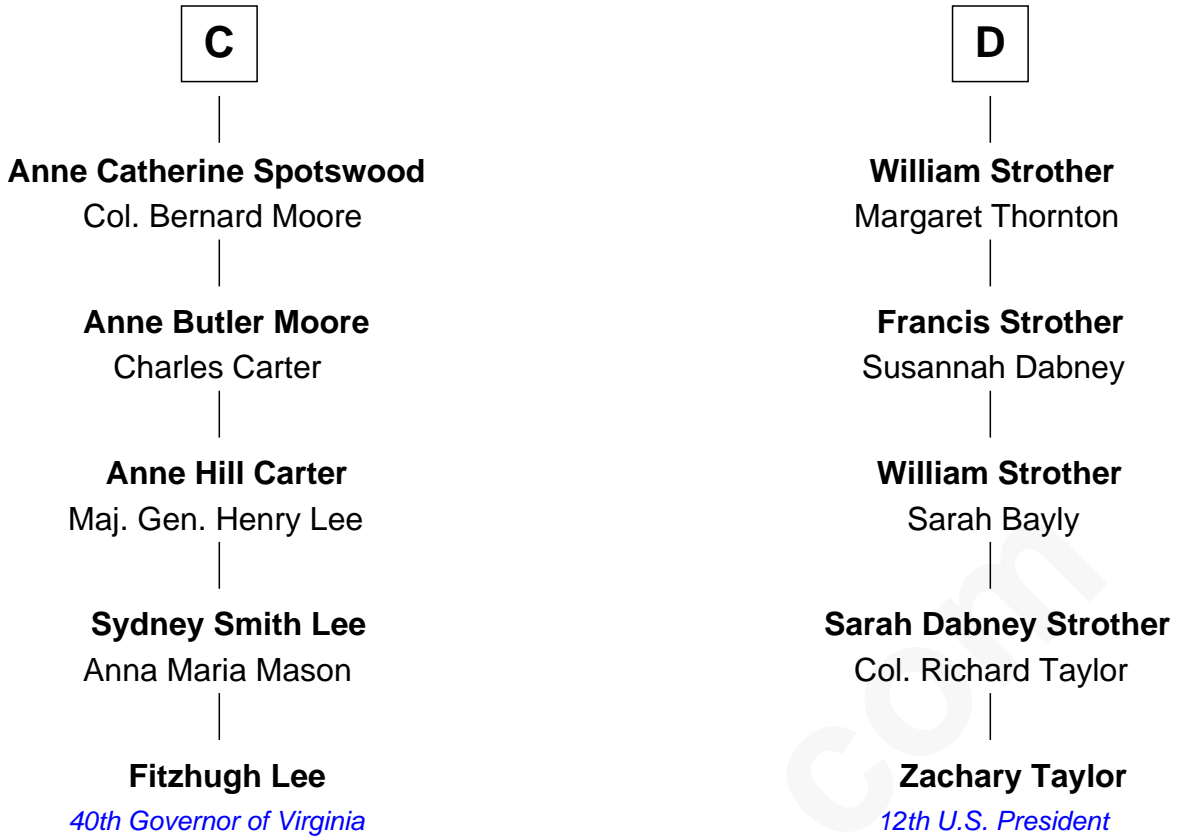 C
Anne Catherine Spotswood
Col. Bernard Moore
Anne Butler Moore
Charles Carter
Anne Hill Carter
Maj. Gen. Henry Lee
Sydney Smith Lee
Anna Maria Mason
Fitzhugh Lee
40th Governor of Virginia
D
William Strother
Margaret Thornton
Francis Strother
Susannah Dabney
William Strother
Sarah Bayly
Sarah Dabney Strother
Col. Richard Taylor
Zachary Taylor
12th U.S. President
com